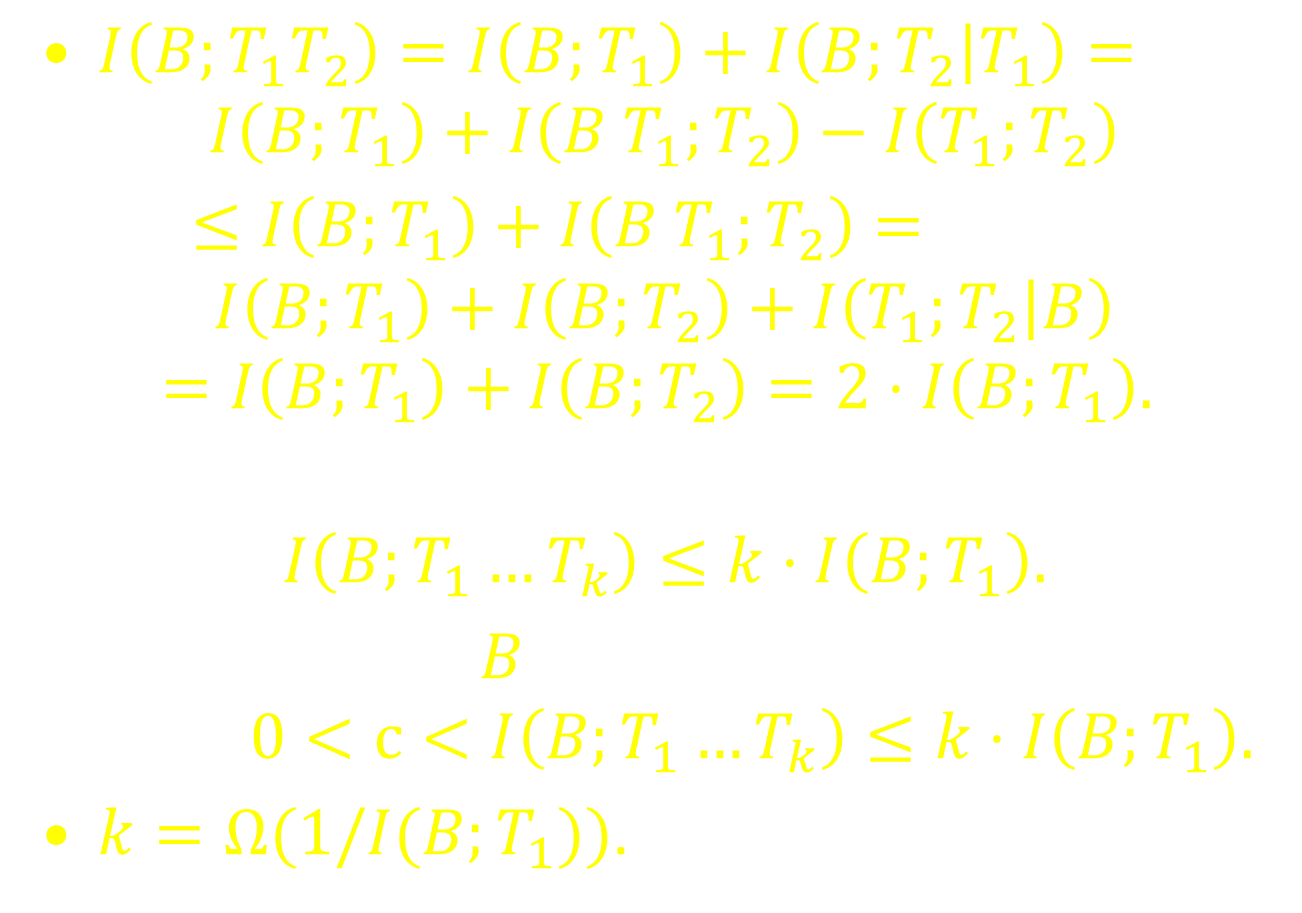 • I(B; T₁T₂) = I(B; T₁) + I(B; T₂|T₁) =
I(B; T₁) + I(B T₁; T₂) − I(T₁; T₂)
≤ I(B; T₁) + I(B T₁; T₂) =
I(B; T₁) + I(B; T₂) + I(T₁; T₂|B)
= I(B; T₁) + I(B; T₂) = 2 · I(B; T₁).
I(B; T₁ … Tₖ) ≤ k · I(B; T₁).
B
0 < c < I(B; T₁ … Tₖ) ≤ k · I(B; T₁).
• k = Ω(1/I(B; T₁)).